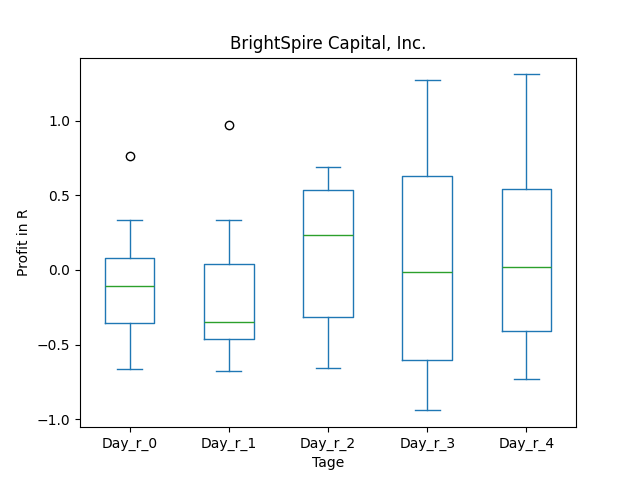 BrightSpire Capital, Inc.
Profit in R
1.0
0.5
0.0
−0.5
−1.0
Day_r_0 Day_r_1 Day_r_2 Day_r_3 Day_r_4
Tage